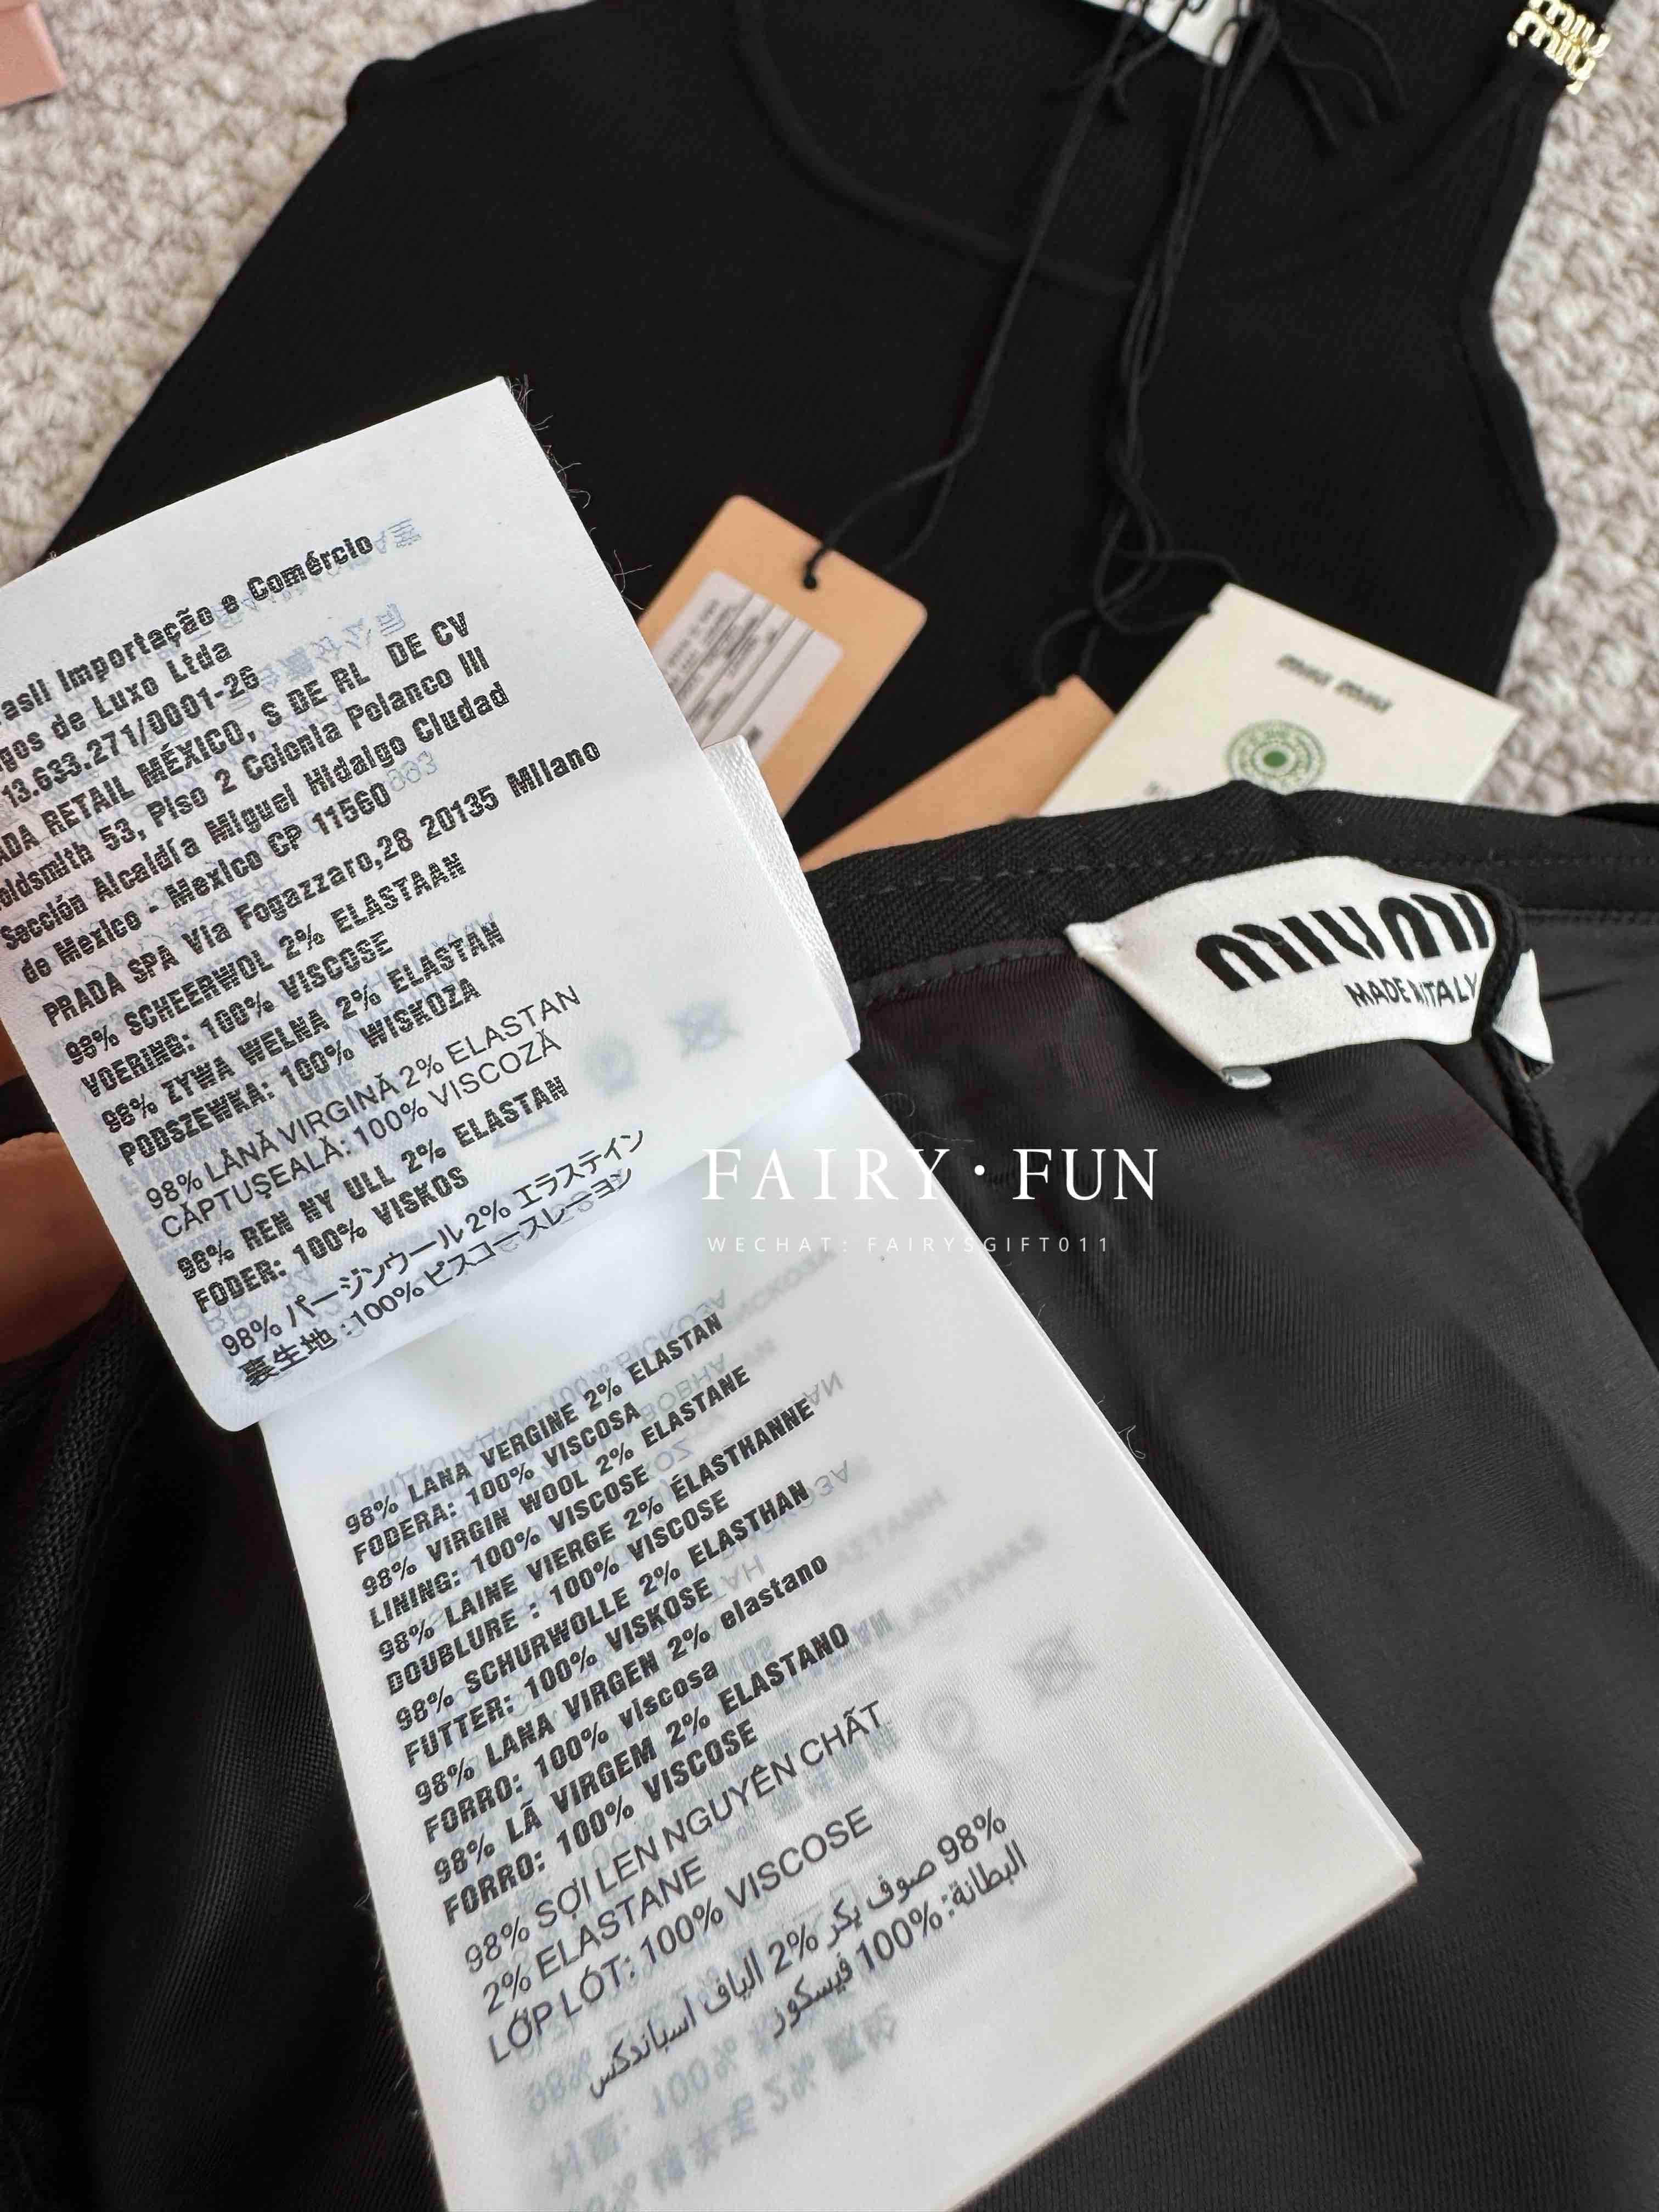 miu
miu
miu miu
asil Importação e Comércio
gos de Luxo Ltda
13.633.271/0001-26
ADA RETAIL MÉXICO, S DE RL DE CV
oldsmith 53, Piso 2 Colonia Polanco III
Sección Alcaldía Miguel Hidalgo Ciudad
de Mexico - Mexico CP 11560
PRADA SPA Via Fogazzaro,28 20135 Milano
98% SCHEERWOL 2% ELASTAAN
VOERING: 100% VISCOSE
98% ZYWA WELNA 2% ELASTAN
PODSZEWKA: 100% WISKOZA
98% LÂNĂ VIRGINĂ 2% ELASTAN
CĂPTUȘEALĂ: 100% VISCOZĂ
98% REN NY ULL 2% ELASTAN
FODER: 100% VISKOS
98% バージンウール 2% エラステイン
裏生地 :100% ビスコースレーヨン
MIU MI
MADE IN ITALY
FAIRY·FUN
WECHAT: FAIRYSGIFT011
98% LANA VERGINE 2% ELASTAN
FODERA: 100% VISCOSA
98% VIRGIN WOOL 2% ELASTANE
LINING: 100% VISCOSE
98% LAINE VIERGE 2% ÉLASTHANNE
DOUBLURE : 100% VISCOSE
98% SCHURWOLLE 2% ELASTHAN
FUTTER: 100% VISKOSE
98% LANA VIRGEN 2% elastano
FORRO: 100% viscosa
98% LÃ VIRGEM 2% ELASTANO
FORRO: 100% VISCOSE
98% SỢI LEN NGUYÊN CHẤT
2% ELASTANE
LỚP LÓT: 100% VISCOSE
98% صوف بكر 2% ألياف اسباندكس
البطانة: 100% فيسكوز